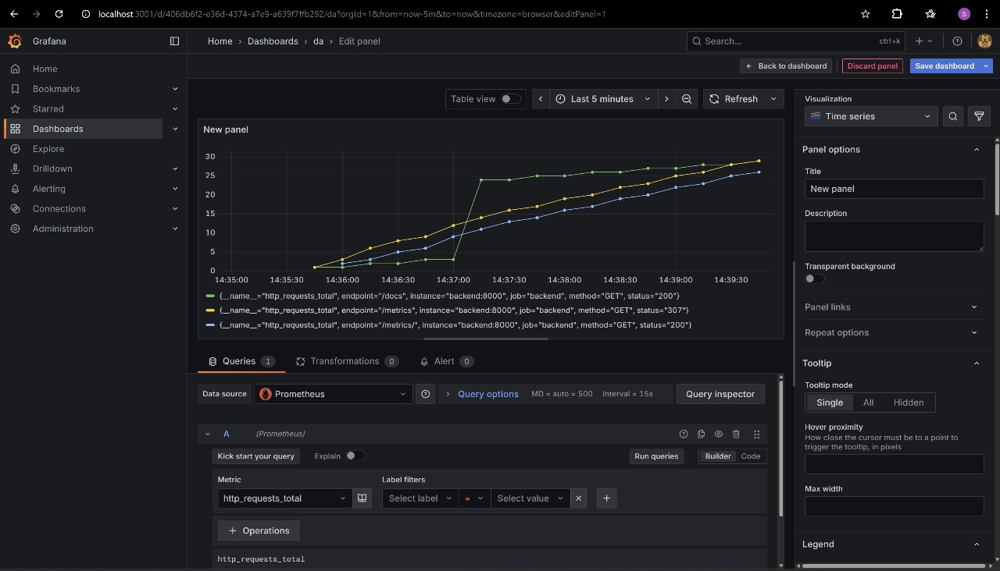 localhost:3001/d/406db6f2-e36d-4374-a7e9-a639f7ffb292/da?orgId=1&from=now-5m&to=now&timezone=browser&editPanel=1
S
Grafana
Home › Dashboards › da › Edit panel
Search...
ctrl+k
Back to dashboard
Discard panel
Save dashboard
Home
Bookmarks
Starred
Dashboards
Explore
Drilldown
Alerting
Connections
Administration
Table view
Last 5 minutes
Refresh
New panel
30
25
20
15
10
5
0
14:35:00 14:35:30 14:36:00 14:36:30 14:37:00 14:37:30 14:38:00 14:38:30 14:39:00 14:39:30
{__name__="http_requests_total", endpoint="/docs", instance="backend:8000", job="backend", method="GET", status="200"}
{__name__="http_requests_total", endpoint="/metrics", instance="backend:8000", job="backend", method="GET", status="307"}
{__name__="http_requests_total", endpoint="/metrics/", instance="backend:8000", job="backend", method="GET", status="200"}
Queries 1
Transformations 0
Alert 0
Data source
Prometheus
Query options
MD = auto = 500
Interval = 15s
Query inspector
A
(Prometheus)
Kick start your query
Explain
Run queries
Builder
Code
Metric
http_requests_total
Label filters
Select label
=
Select value
+ Operations
http_requests_total
Visualization
Time series
Panel options
Title
New panel
Description
Transparent background
Panel links
Repeat options
Tooltip
Tooltip mode
Single
All
Hidden
Hover proximity
How close the cursor must be to a point to
trigger the tooltip, in pixels
Max width
Legend